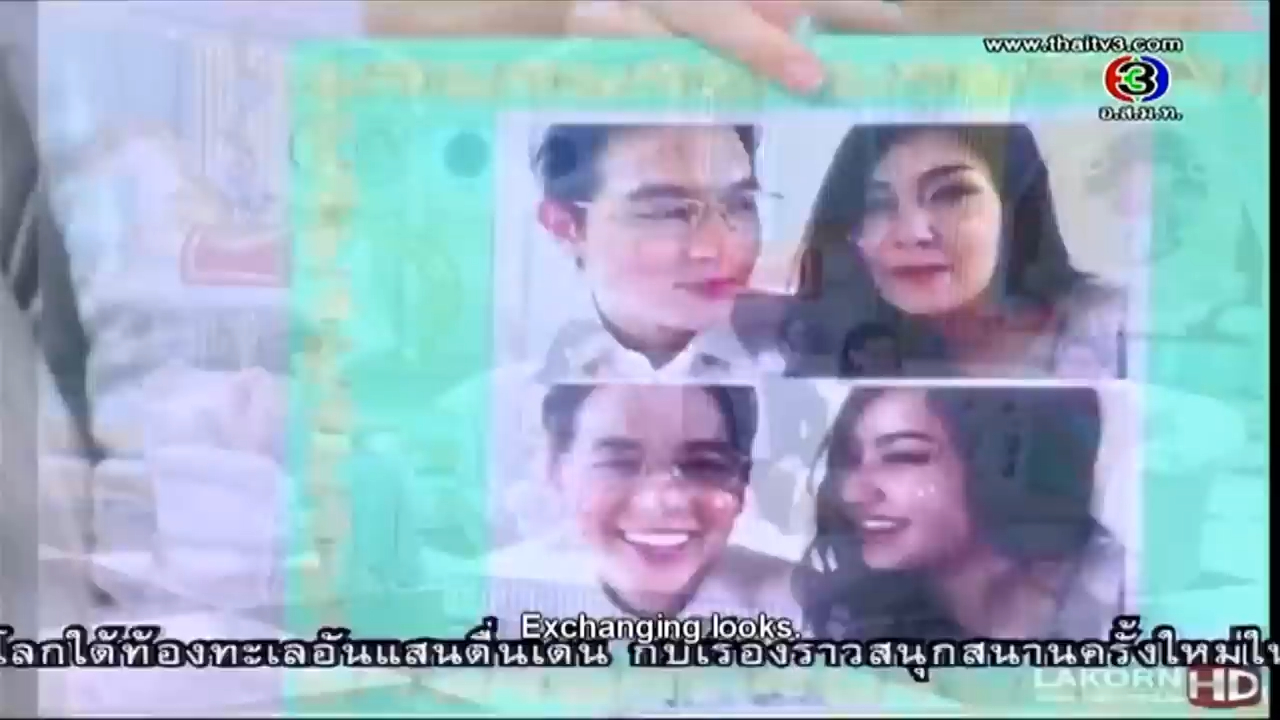 www.thaitv3.com
3
อ.ส.ม.ท.
Exchanging looks.
โลกใต้ท้องทะเลอันแสนตื่นเต้น กับเรื่องราวสนุกสนานครั้งใหม่ใน
LAKORN HD